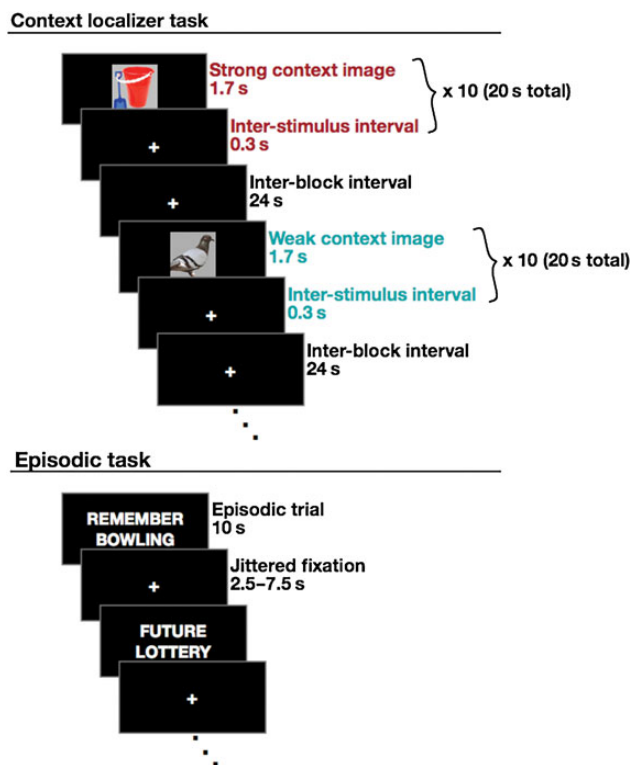 Context localizer task
Strong context image
1.7 s
x 10 (20 s total)
Inter-stimulus interval
0.3 s
Inter-block interval
24 s
Weak context image
1.7 s
x 10 (20 s total)
Inter-stimulus interval
0.3 s
Inter-block interval
24 s
Episodic task
REMEMBER
BOWLING
Episodic trial
10 s
Jittered fixation
2.5–7.5 s
FUTURE
LOTTERY